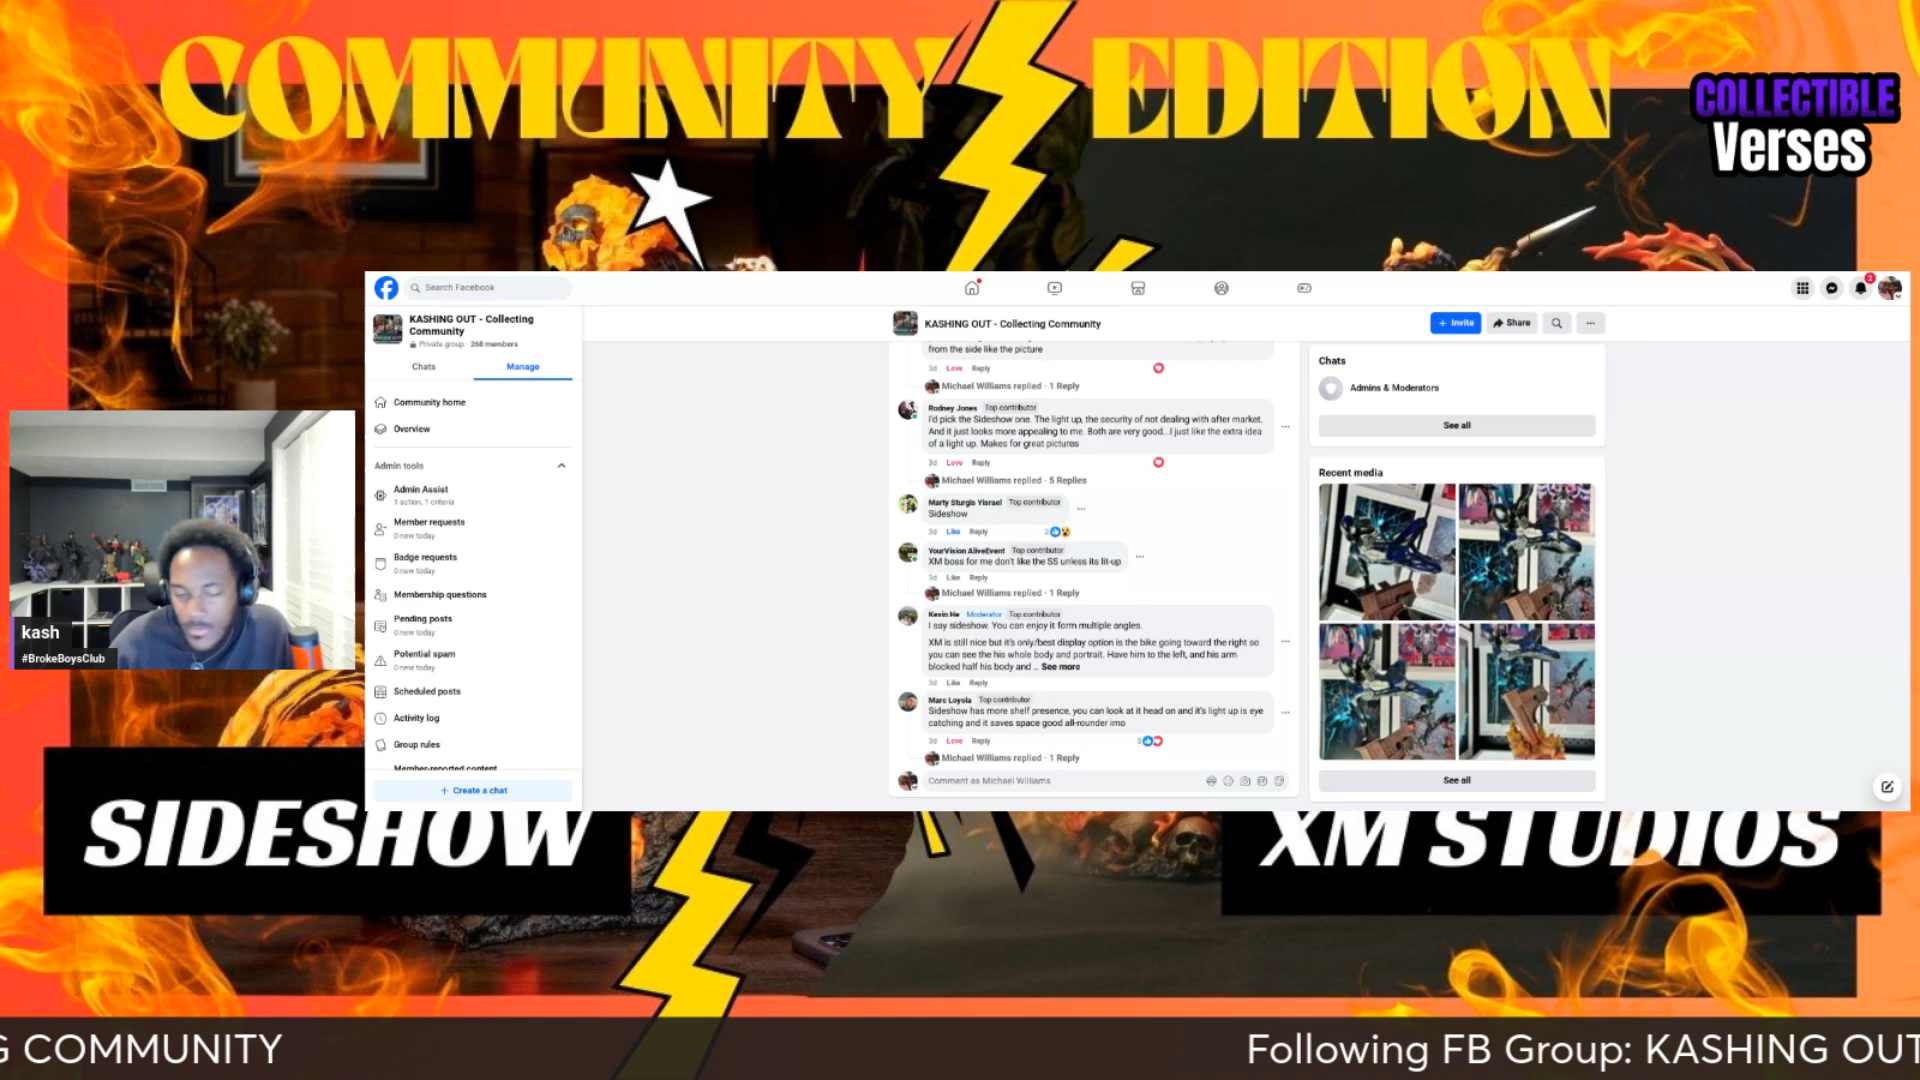 COMMUNITY EDITION
COLLECTIBLE
Verses
Search Facebook
2
KASHING OUT - Collecting
Community
Private group · 268 members
Chats
Manage
Community home
Overview
Admin tools
Admin Assist
1 action, 1 criteria
Member requests
0 new today
Badge requests
0 new today
Membership questions
Pending posts
0 new today
Potential spam
0 new today
Scheduled posts
Activity log
Group rules
Member-reported content
+ Create a chat
KASHING OUT - Collecting Community
+ Invite
Share
from the side like the picture
3d Love Reply
Michael Williams replied · 1 Reply
Rodney Jones Top contributor
I'd pick the Sideshow one. The light up, the security of not dealing with after market.
And it just looks more appealing to me. Both are very good...I just like the extra idea
of a light up. Makes for great pictures
3d Love Reply
Michael Williams replied · 5 Replies
Marty Sturgis Yisrael Top contributor
Sideshow
3d Like Reply 2
YourVision AliveEvent Top contributor
XM boss for me don't like the SS unless its lit-up
3d Like Reply
Michael Williams replied · 1 Reply
Kevin He Moderator Top contributor
I say sideshow. You can enjoy it form multiple angles.
XM is still nice but it's only/best display option is the bike going toward the right so
you can see the his whole body and portrait. Have him to the left, and his arm
blocked half his body and ... See more
3d Like Reply
Marc Loyola Top contributor
Sideshow has more shelf presence, you can look at it head on and it's light up is eye
catching and it saves space good all-rounder imo
3d Love Reply 3
Michael Williams replied · 1 Reply
Comment as Michael Williams
Chats
Admins & Moderators
See all
Recent media
See all
kash
#BrokeBoysClub
SIDESHOW
XM STUDIOS
G COMMUNITY
Following FB Group: KASHING OUT